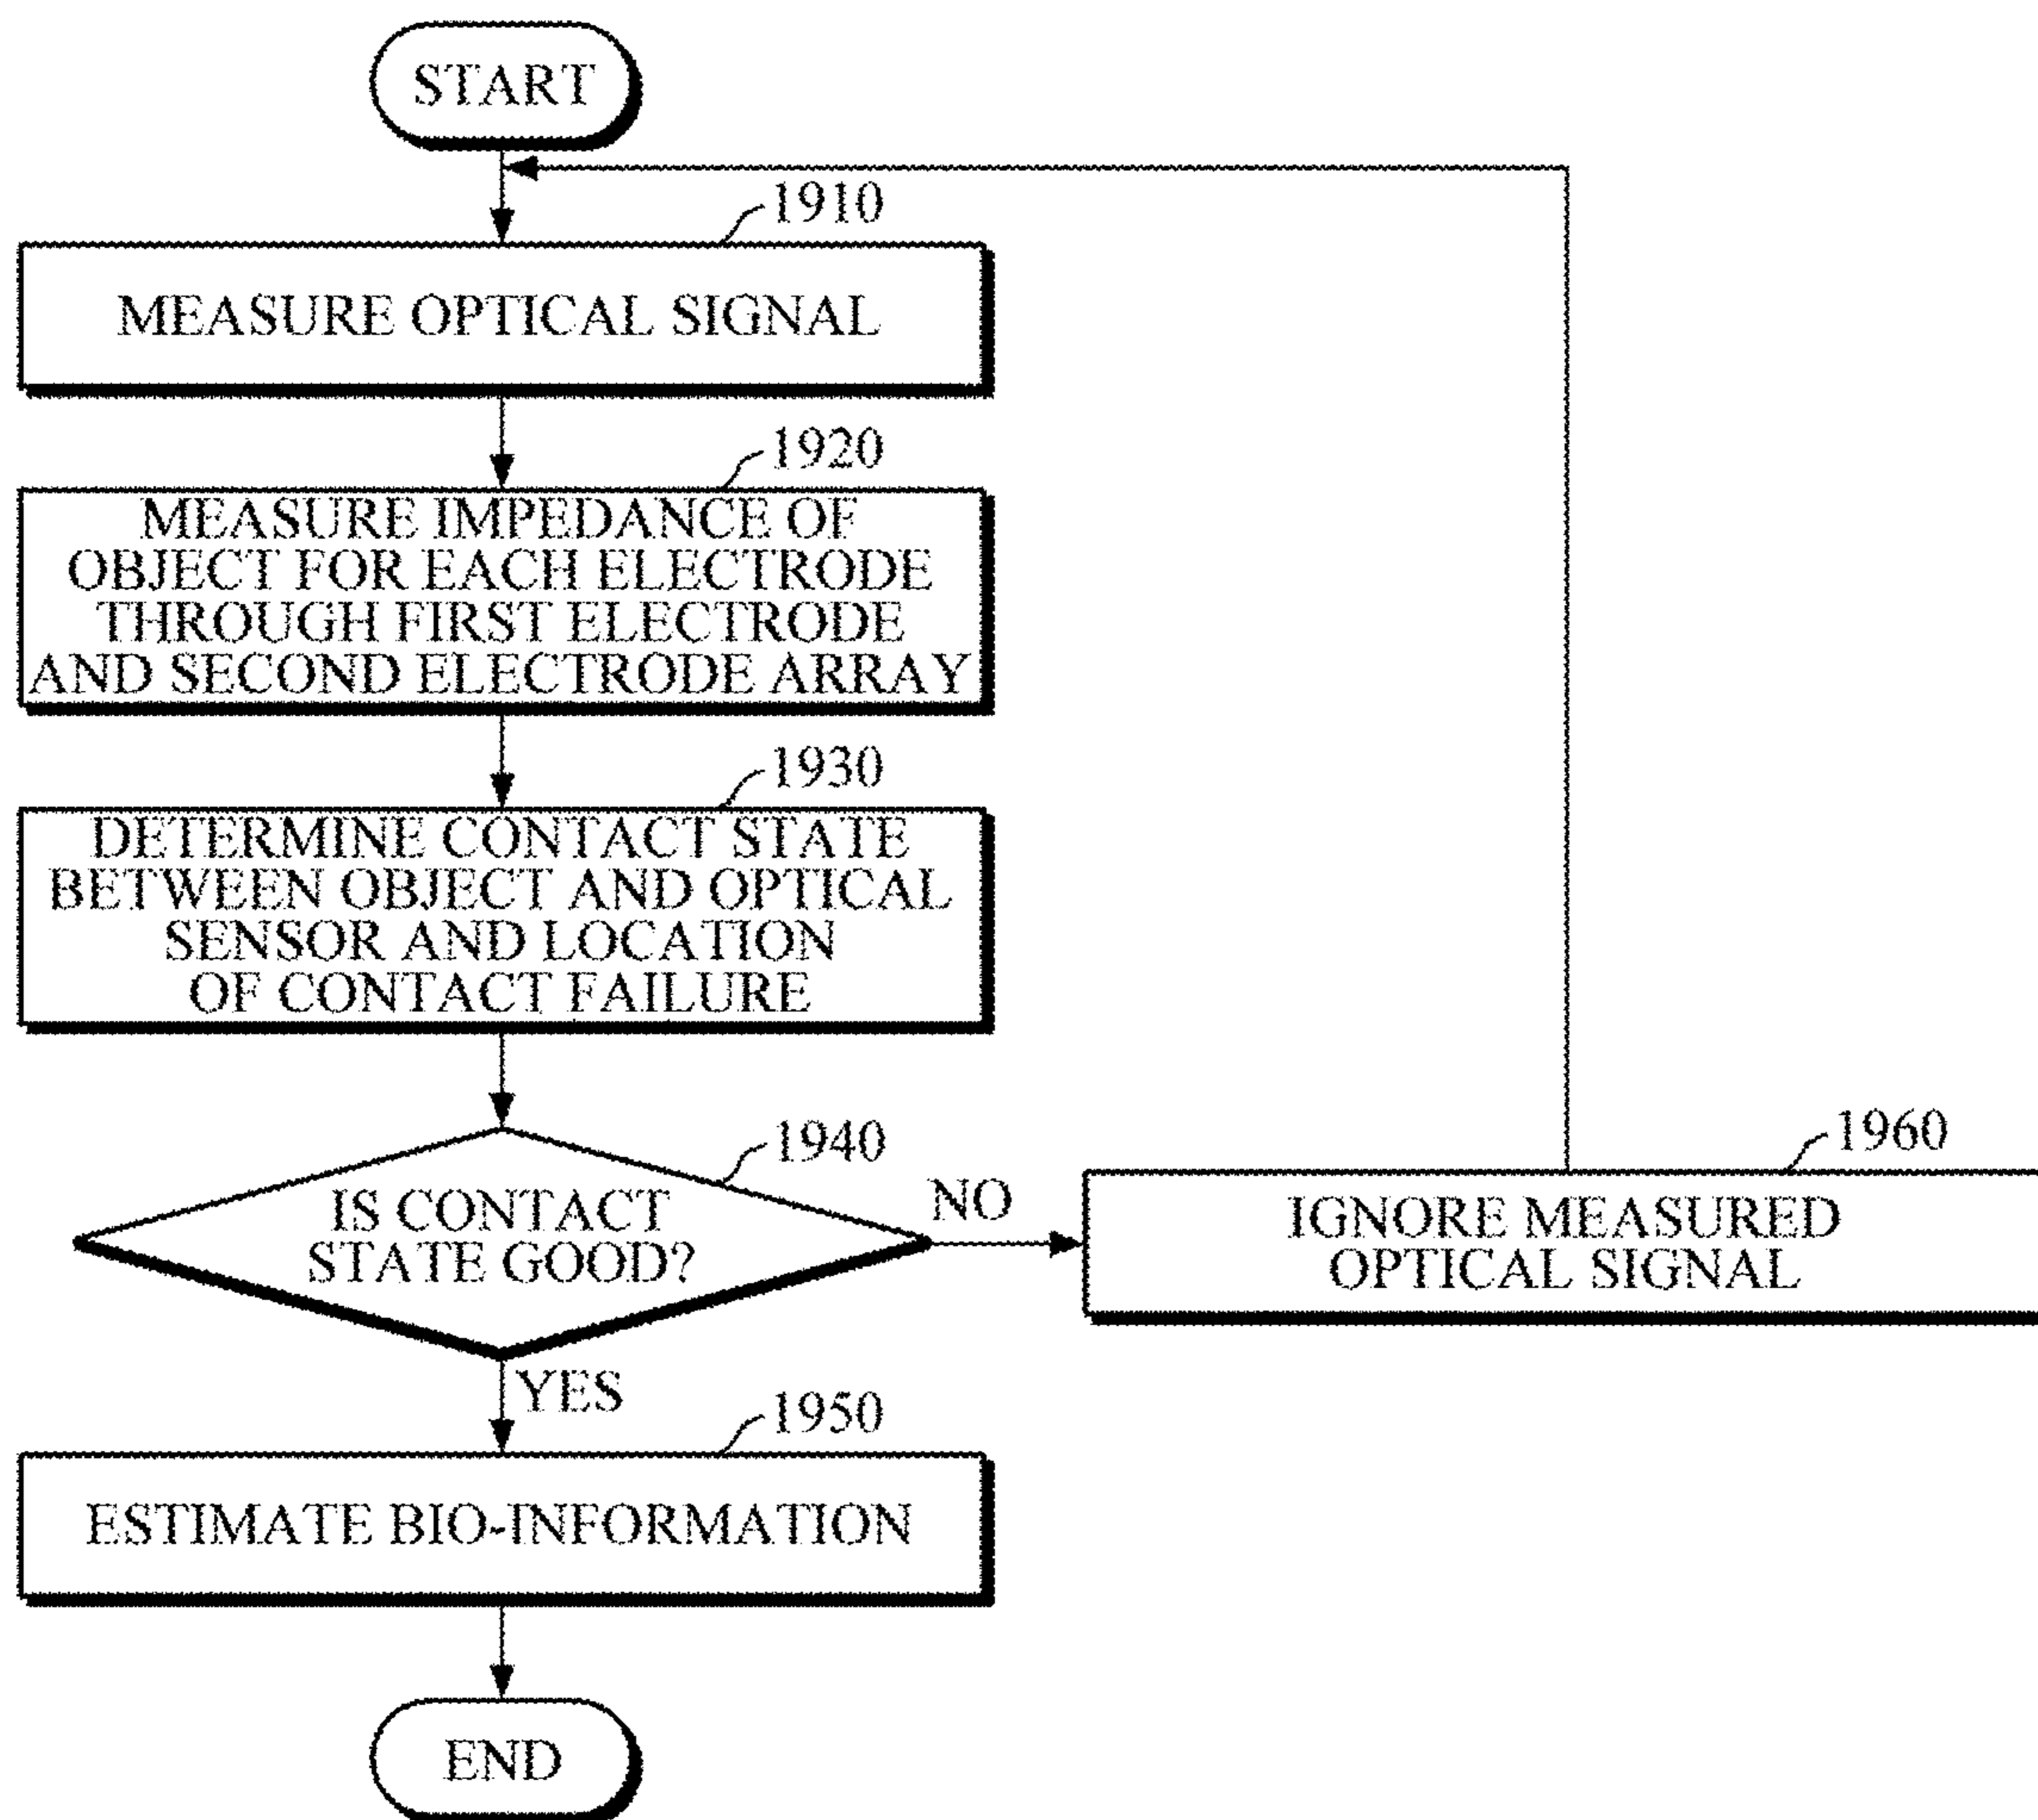 START
1910
MEASURE OPTICAL SIGNAL
1920
MEASURE IMPEDANCE OF
OBJECT FOR EACH ELECTRODE
THROUGH FIRST ELECTRODE
AND SECOND ELECTRODE ARRAY
1930
DETERMINE CONTACT STATE
BETWEEN OBJECT AND OPTICAL
SENSOR AND LOCATION
OF CONTACT FAILURE
1940
IS CONTACT
STATE GOOD?
NO
1960
IGNORE MEASURED
OPTICAL SIGNAL
YES
1950
ESTIMATE BIO-INFORMATION
END